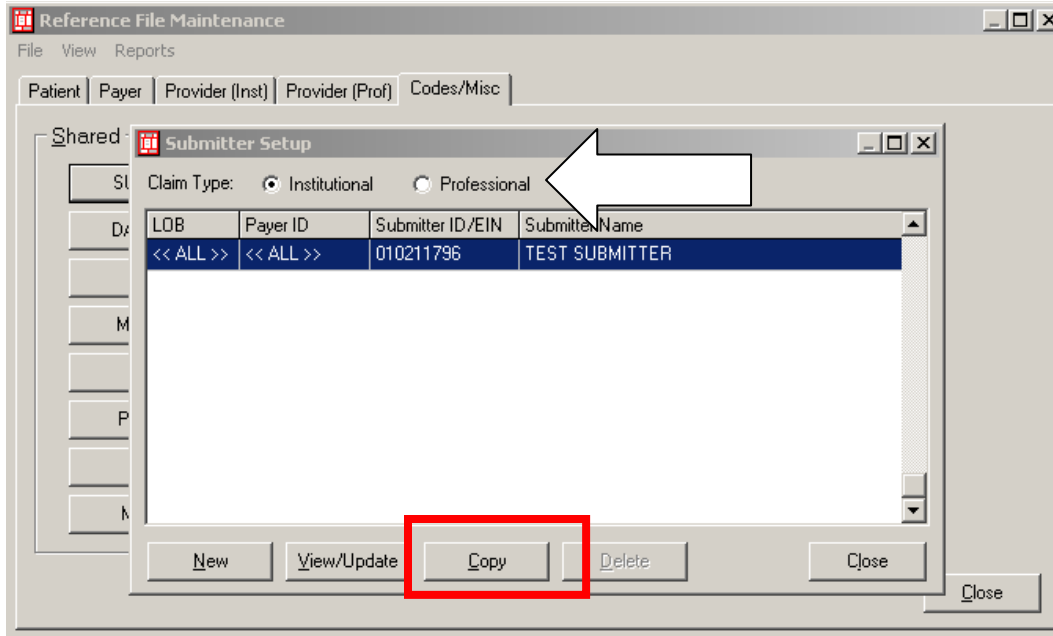 Reference File Maintenance
File View Reports
Patient Payer Provider (Inst) Provider (Prof) Codes/Misc
Shared
Submitter Setup
Claim Type: Institutional Professional
LOB Payer ID Submitter ID/EIN Submitter Name
<< ALL >> << ALL >> 010211796 TEST SUBMITTER
M
P
New View/Update Copy Delete Close
Close